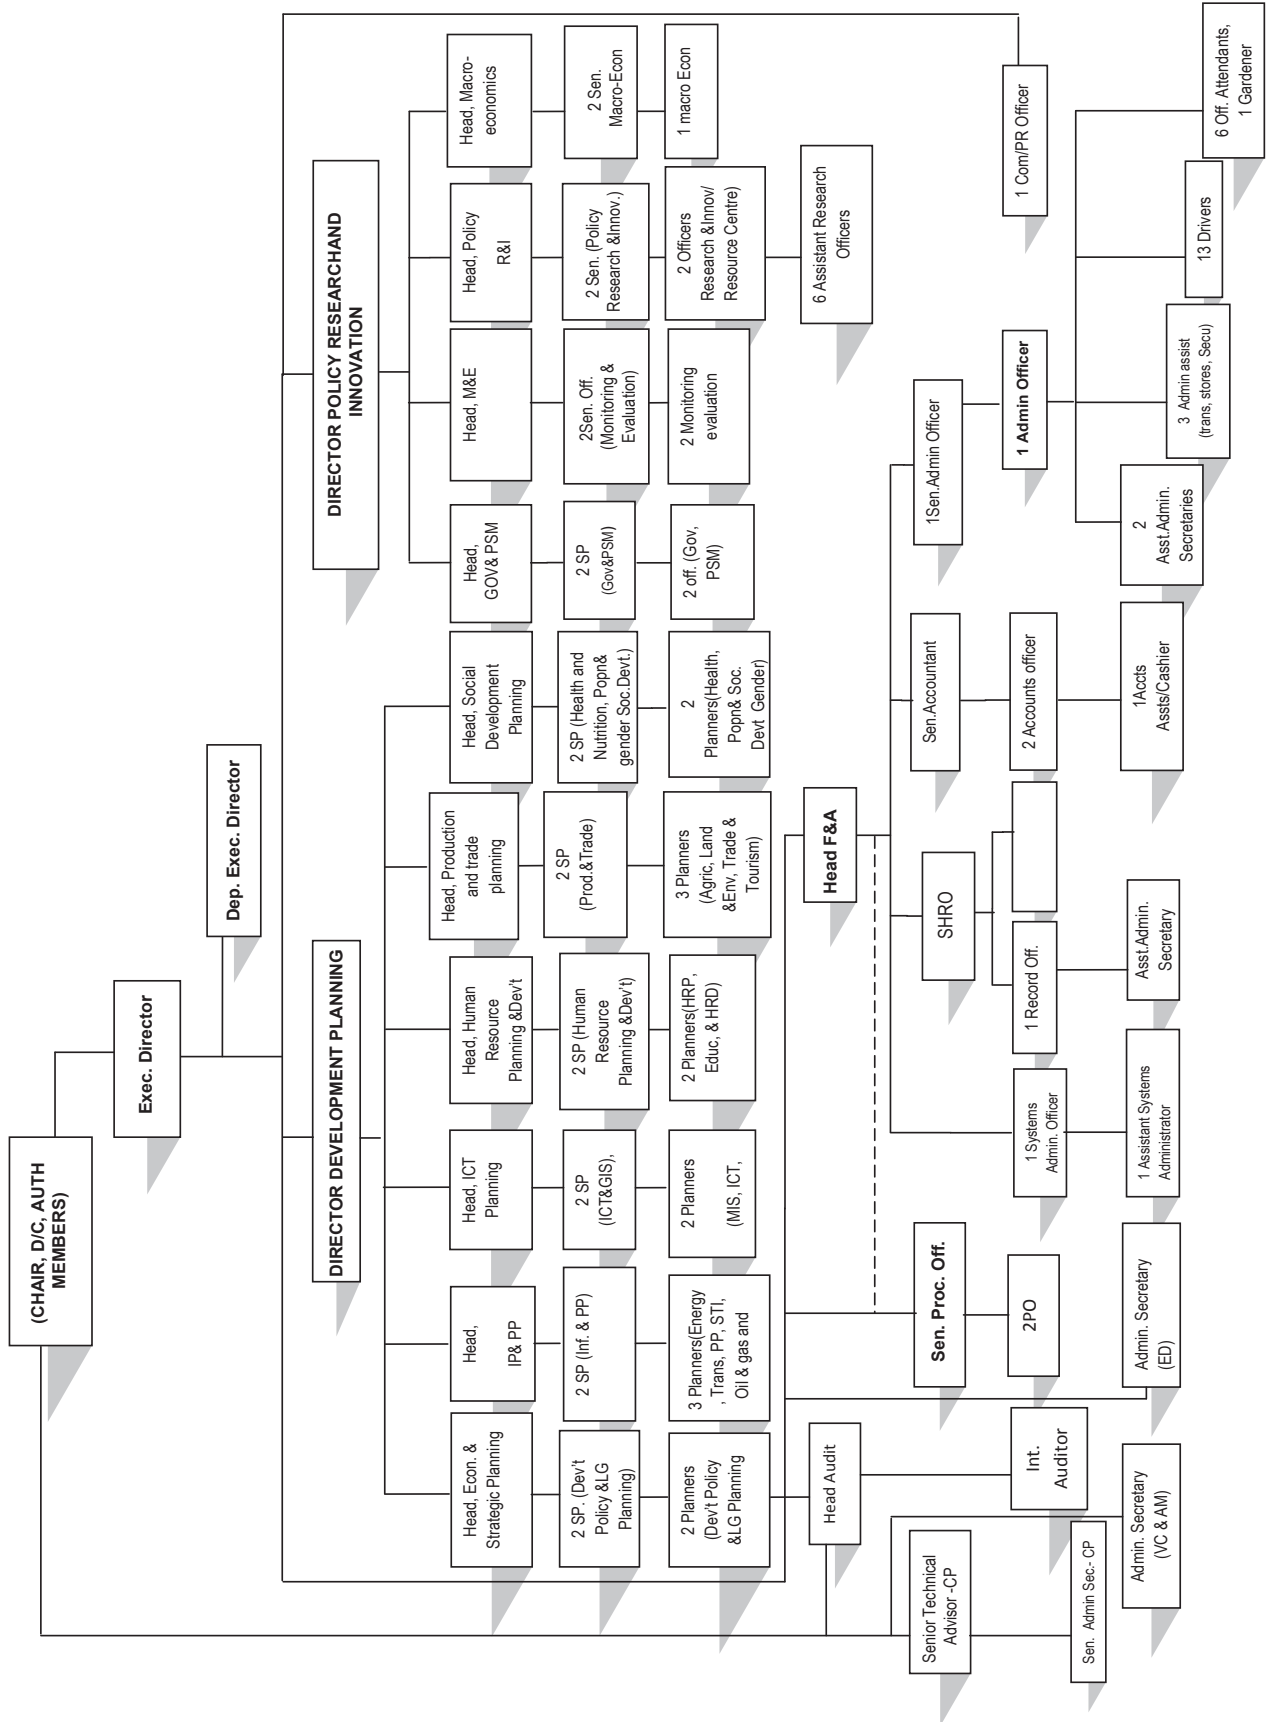 (CHAIR, D/C, AUTH
MEMBERS)
Exec. Director
Dep. Exec. Director
DIRECTOR DEVELOPMENT PLANNING
DIRECTOR POLICY RESEARCHAND
INNOVATION
Head, Econ. &
Strategic Planning
Head,
IP& PP
Head, ICT
Planning
Head, Human
Resource
Planning &Dev't
Head, Production
and trade
planning
Head, Social
Development
Planning
Head,
GOV& PSM
Head, M&E
Head, Policy
R&I
Head, Macro-
economics
2 SP. (Dev't
Policy &LG
Planning)
2 SP (Inf. & PP)
2 SP
(ICT&GIS),
2 SP (Human
Resource
Planning &Dev't)
2 SP
(Prod.&Trade)
2 SP (Health and
Nutrition, Popn&
gender Soc.Devt.)
2 SP
(Gov&PSM)
2Sen. Off.
(Monitoring &
Evaluation)
2 Sen. (Policy
Research &Innov.)
2 Sen.
Macro-Econ
2 Planners
(Dev't Policy
&LG Planning
3 Planners(Energy
, Trans, PP, STI,
Oil & gas and
2 Planners
(MIS, ICT,
2 Planners(HRP,
Educ, & HRD)
3 Planners
(Agric, Land
&Env, Trade &
Tourism)
2
Planners(Health,
Popn& Soc.
Devt  Gender)
2 off. (Gov,
PSM)
2 Monitoring
evaluation
2 Officers
Research &Innov/
Resource Centre)
1 macro Econ
6 Assistant Research
Officers
Head Audit
Head F&A
Senior Technical
Advisor -CP
Sen. Proc. Off.
SHRO
Sen.Accountant
1Sen.Admin Officer
Int.
Auditor
2PO
1 Systems
Admin. Officer
1 Record Off.
2 Accounts officer
1 Admin Officer
1 Com/PR Officer
Sen.  Admin Sec.- CP
Admin. Secretary
(VC & AM)
Admin. Secretary
(ED)
1 Assistant Systems
Administrator
Asst.Admin.
Secretary
1Accts
Assts/Cashier
2
Asst.Admin.
Secretaries
3  Admin assist
(trans, stores, Secu)
13 Drivers
6 Off. Attendants,
1 Gardener